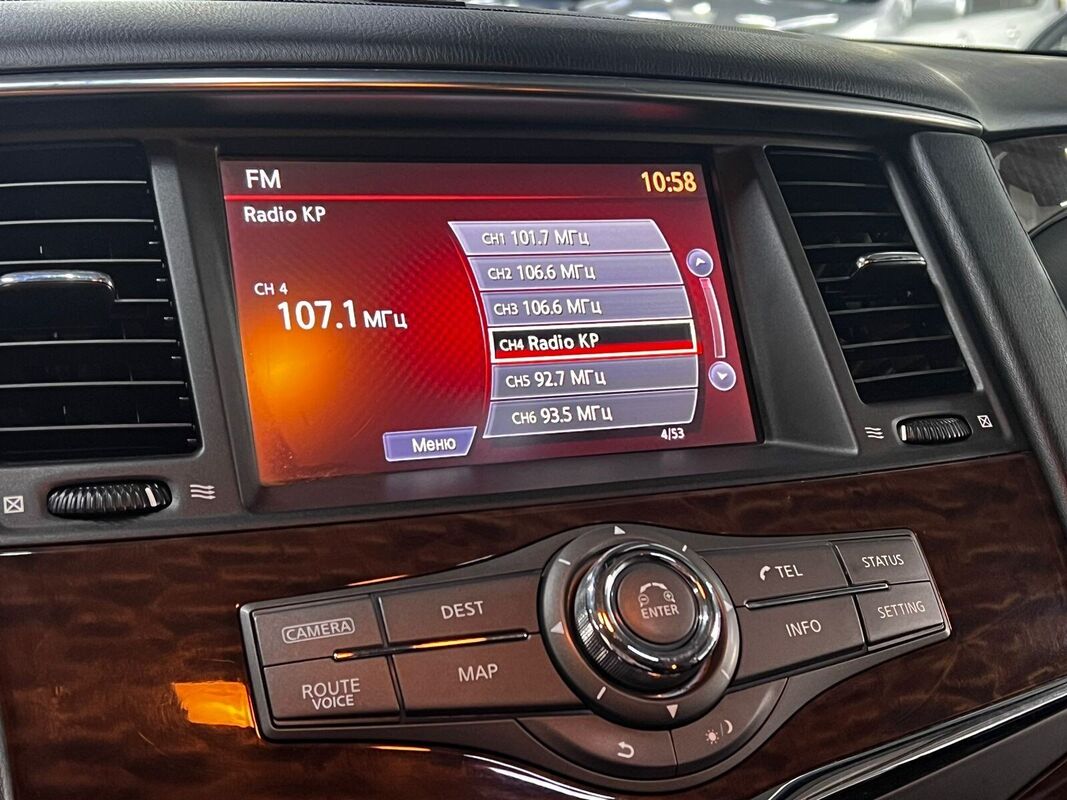 FM
10:58
Radio KP
CH 4
107.1 МГц
CH1 101.7 МГц
CH2 106.6 МГц
CH3 106.6 МГц
CH4 Radio KP
CH5 92.7 МГц
CH6 93.5 МГц
Меню
4/53
CAMERA
DEST
ROUTE
VOICE
MAP
ENTER
TEL
STATUS
INFO
SETTING